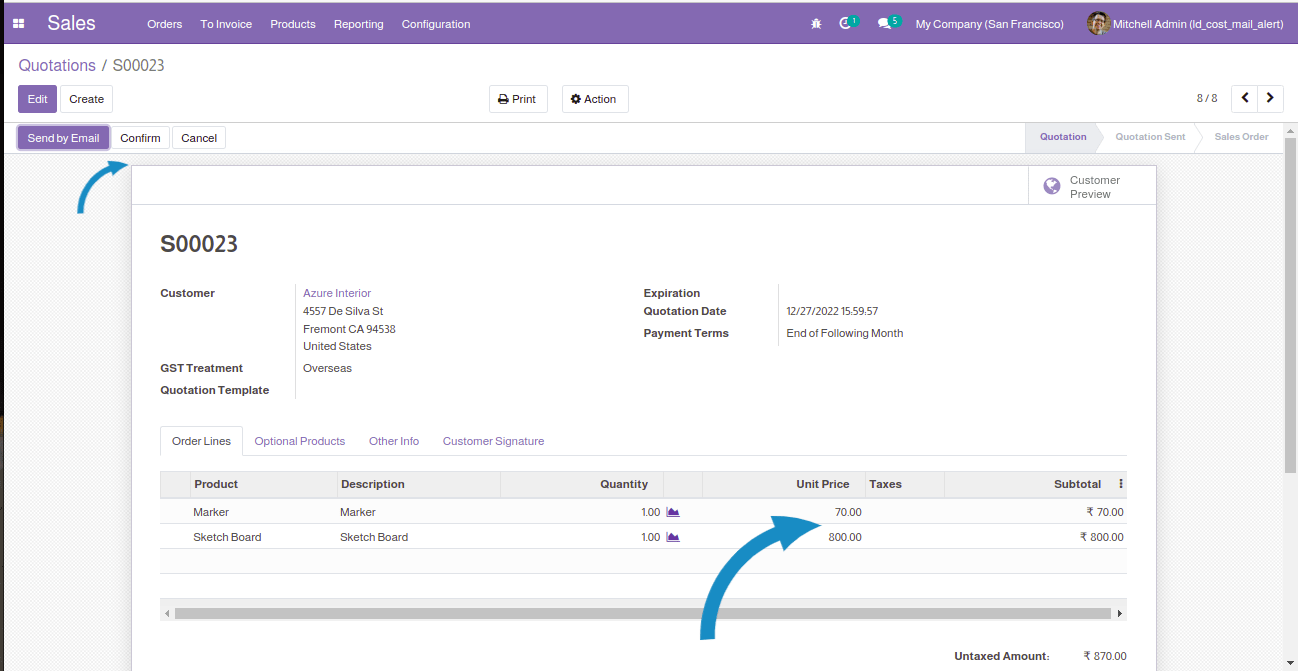 Sales Orders To Invoice Products Reporting Configuration 1 5 My Company (San Francisco) Mitchell Admin (ld_cost_mail_alert)
Quotations / S00023
Edit Create Print Action 8 / 8
Send by Email Confirm Cancel Quotation Quotation Sent Sales Order
Customer
Preview
S00023
Customer Azure Interior Expiration
4557 De Silva St Quotation Date 12/27/2022 15:59:57
Fremont CA 94538 Payment Terms End of Following Month
United States
GST Treatment Overseas
Quotation Template
Order Lines Optional Products Other Info Customer Signature
Product Description Quantity Unit Price Taxes Subtotal
Marker Marker 1.00 70.00 ₹ 70.00
Sketch Board Sketch Board 1.00 800.00 ₹ 800.00
Untaxed Amount: ₹ 870.00